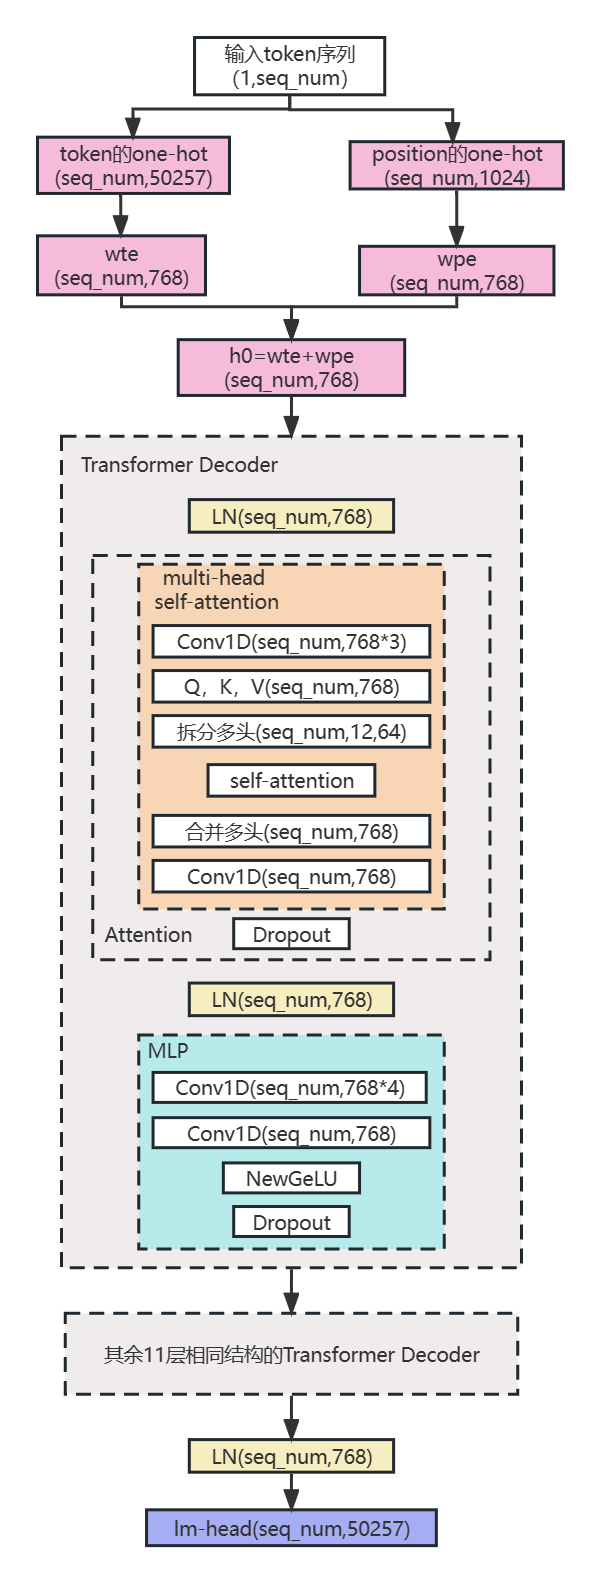 输入token序列
(1,seq_num)
token的one-hot
(seq_num,50257)
position的one-hot
(seq_num,1024)
wte
(seq_num,768)
wpe
(seq_num,768)
h0=wte+wpe
(seq_num,768)
Transformer Decoder
LN(seq_num,768)
multi-head
self-attention
Conv1D(seq_num,768*3)
Q，K，V(seq_num,768)
拆分多头(seq_num,12,64)
self-attention
合并多头(seq_num,768)
Conv1D(seq_num,768)
Attention
Dropout
LN(seq_num,768)
MLP
Conv1D(seq_num,768*4)
Conv1D(seq_num,768)
NewGeLU
Dropout
其余11层相同结构的Transformer Decoder
LN(seq_num,768)
lm-head(seq_num,50257)